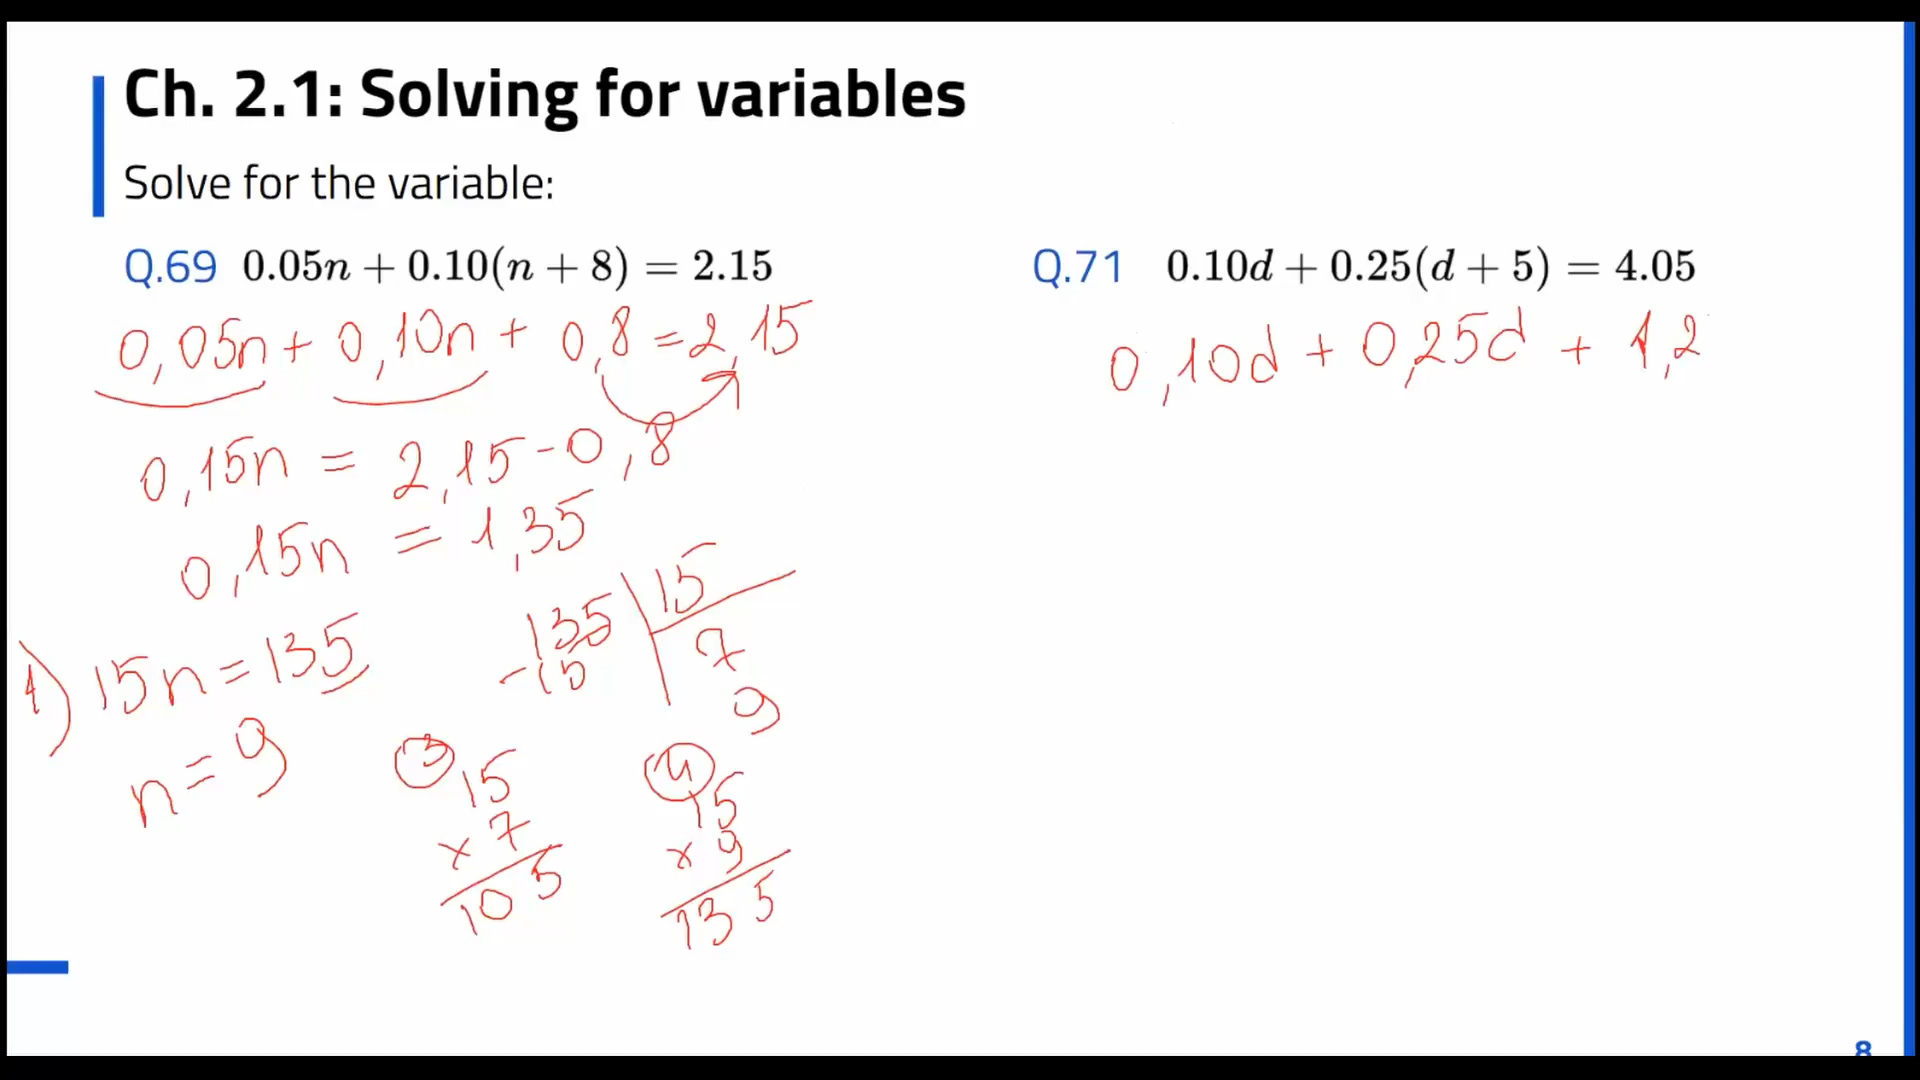 Ch. 2.1: Solving for variables
Solve for the variable:
Q.69 0.05n + 0.10(n + 8) = 2.15
0,05n + 0,10n + 0,8 = 2,15
0,15n = 2,15 - 0,8
0,15n = 1,35
1) 15n = 135
n = 9
135 15
-15 7
9
3
15
x 7
105
4
15
x 9
135
Q.71 0.10d + 0.25(d + 5) = 4.05
0,10d + 0,25d + 1,2
8